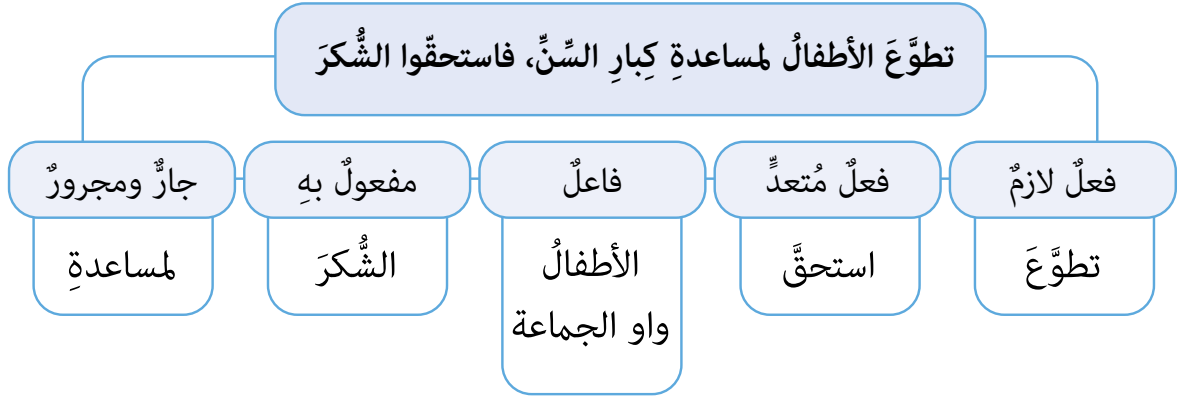 تطوَّعَ الأطفالُ لمساعدةِ كِبارِ السِّنِّ، فاستحقّوا الشُّكرَ
فعلٌ لازمٌ
فعلٌ مُتعدٍّ
فاعلٌ
مفعولٌ بهِ
جارٌّ ومجرورٌ
تطوَّعَ
استحقَّ
الأطفالُ
واو الجماعة
الشُّكرَ
لمساعدةِ